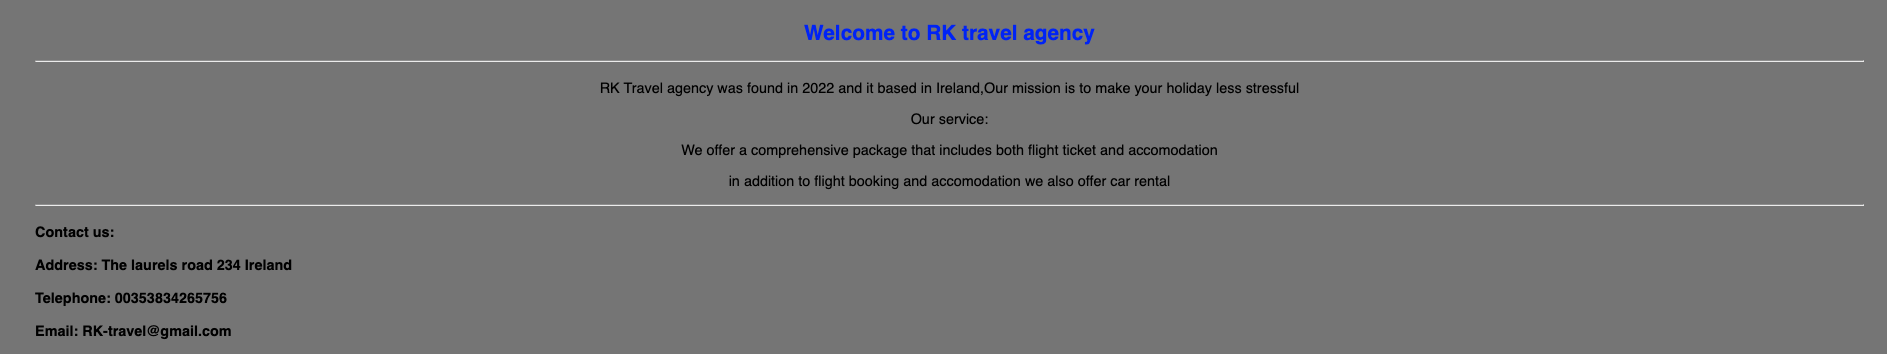 Welcome to RK travel agency
RK Travel agency was found in 2022 and it based in Ireland,Our mission is to make your holiday less stressful
Our service:
We offer a comprehensive package that includes both flight ticket and accomodation
in addition to flight booking and accomodation we also offer car rental
Contact us:
Address: The laurels road 234 Ireland
Telephone: 00353834265756
Email: RK-travel@gmail.com